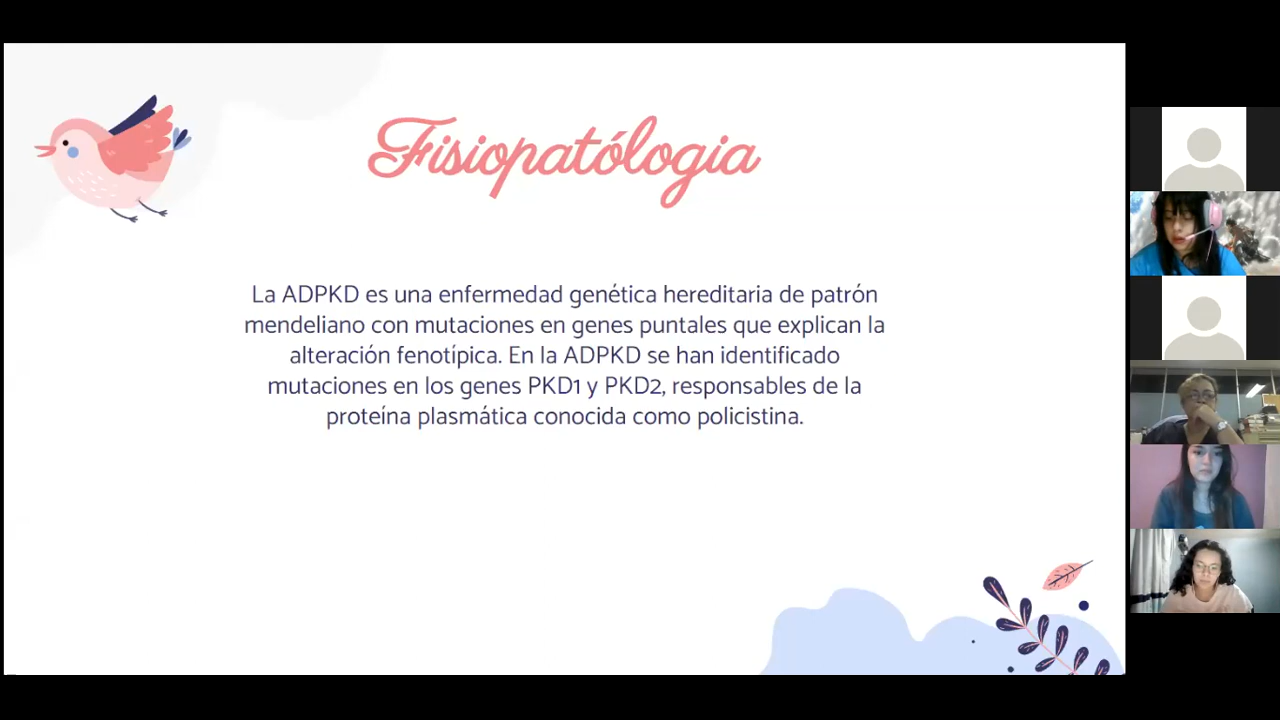 Fisiopatólogia
La ADPKD es una enfermedad genética hereditaria de patrón
mendeliano con mutaciones en genes puntales que explican la
alteración fenotípica. En la ADPKD se han identificado
mutaciones en los genes PKD1 y PKD2, responsables de la
proteína plasmática conocida como policistina.